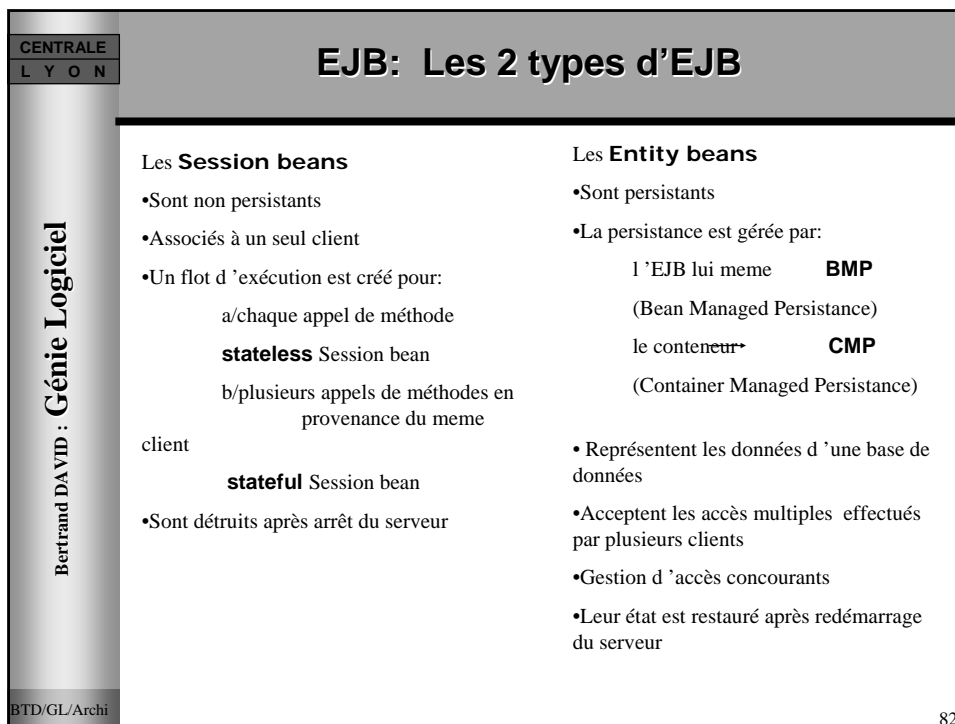 CENTRALE
L Y O N
EJB: Les 2 types d’EJB
Bertrand DAVID : Génie Logiciel
Les Session beans
•Sont non persistants
•Associés à un seul client
•Un flot d ’exécution est créé pour:
a/chaque appel de méthode
stateless Session bean
b/plusieurs appels de méthodes en
provenance du meme
client
stateful Session bean
•Sont détruits après arrêt du serveur
Les Entity beans
•Sont persistants
•La persistance est gérée par:
l ’EJB lui meme BMP
(Bean Managed Persistance)
le conteneur CMP
(Container Managed Persistance)
• Représentent les données d ’une base de
données
•Acceptent les accès multiples effectués
par plusieurs clients
•Gestion d ’accès concourants
•Leur état est restauré après redémarrage
du serveur
BTD/GL/Archi
82